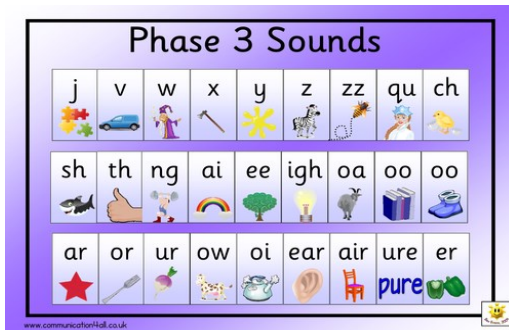 Phase 3 Sounds
j v w x y z zz qu ch
sh th ng ai ee igh oa oo oo
ar or ur ow oi ear air ure er
pure
www.communication4all.co.uk